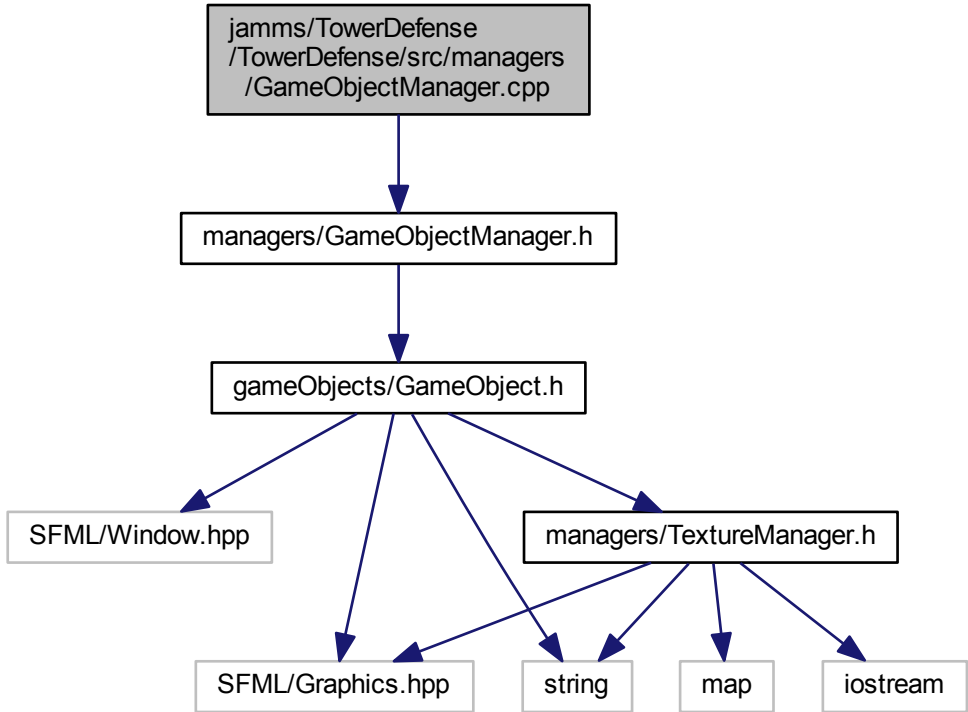 jamms/TowerDefense
/TowerDefense/src/managers
/GameObjectManager.cpp
managers/GameObjectManager.h
gameObjects/GameObject.h
SFML/Window.hpp
managers/TextureManager.h
SFML/Graphics.hpp
string
map
iostream